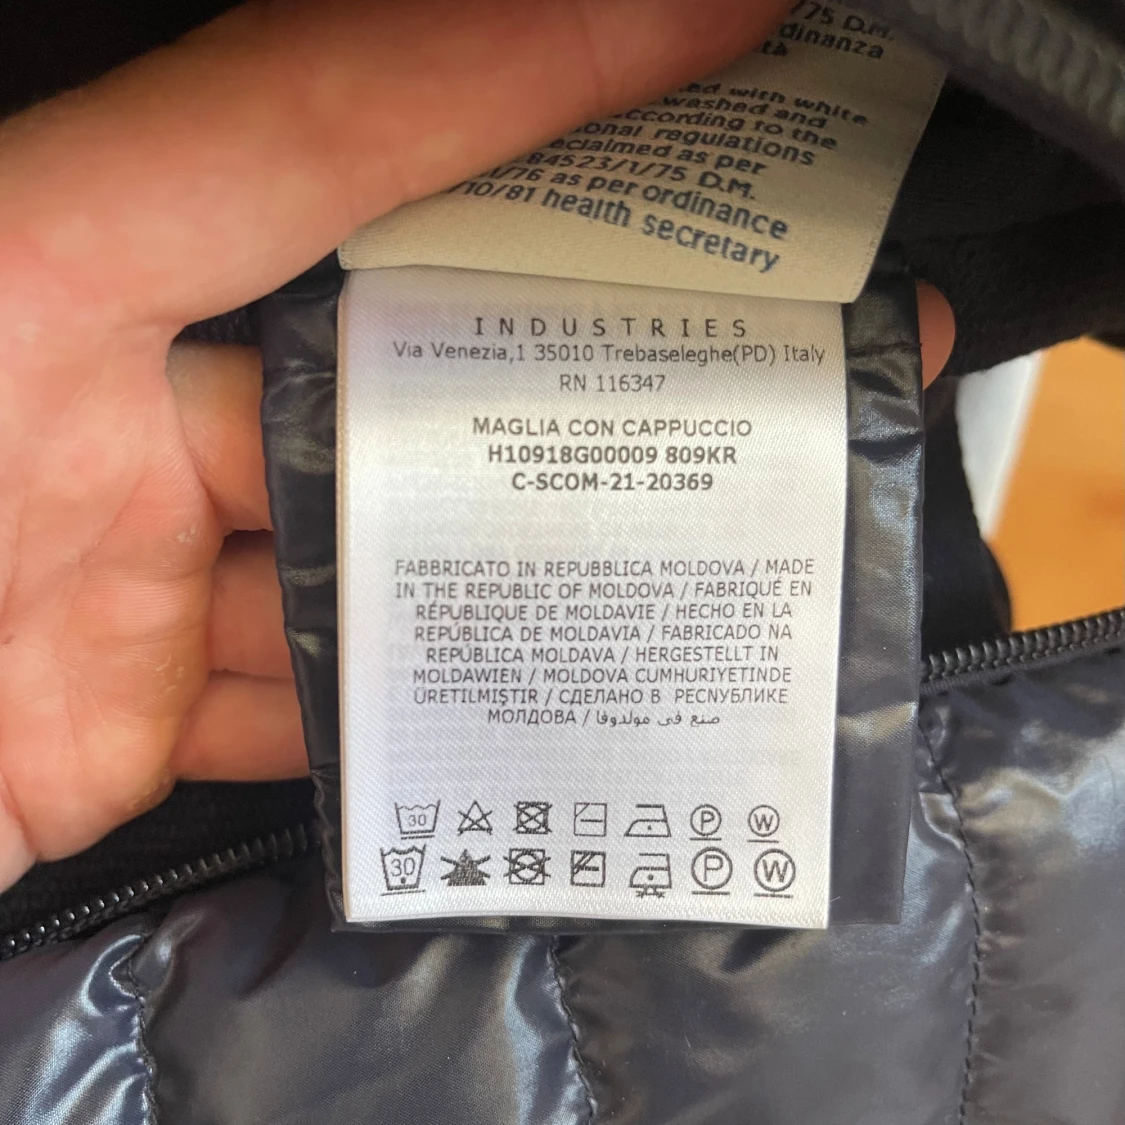 /75 D.M.
dinanza
tà
with white
washed and
to the
regulations
as per
84523/1/75 D.M.
/76 as per ordinance
/10/81 health secretary
INDUSTRIES
Via Venezia,1 35010 Trebaseleghe(PD) Italy
RN 116347
MAGLIA CON CAPPUCCIO
H10918G00009 809KR
C-SCOM-21-20369
FABBRICATO IN REPUBBLICA MOLDOVA / MADE
IN THE REPUBLIC OF MOLDOVA / FABRIQUÉ EN
RÉPUBLIQUE DE MOLDAVIE / HECHO EN LA
REPÚBLICA DE MOLDAVIA / FABRICADO NA
REPÚBLICA MOLDAVA / HERGESTELLT IN
MOLDAWIEN / MOLDOVA CUMHURIYETINDE
ÜRETILMIŞTIR / СДЕЛАНО В РЕСПУБЛИКЕ
МОЛДОВА / صنع في مولدوفا
30 P W
30 P W